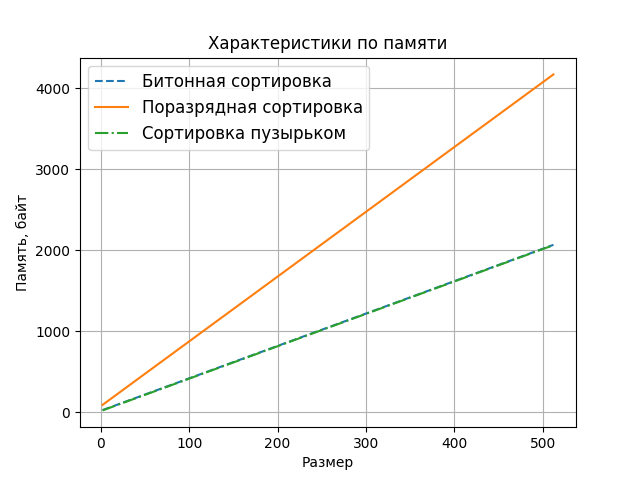 Характеристики по памяти
Битонная сортировка
Поразрядная сортировка
Сортировка пузырьком
4000
3000
2000
1000
0
Память, байт
0 100 200 300 400 500
Размер